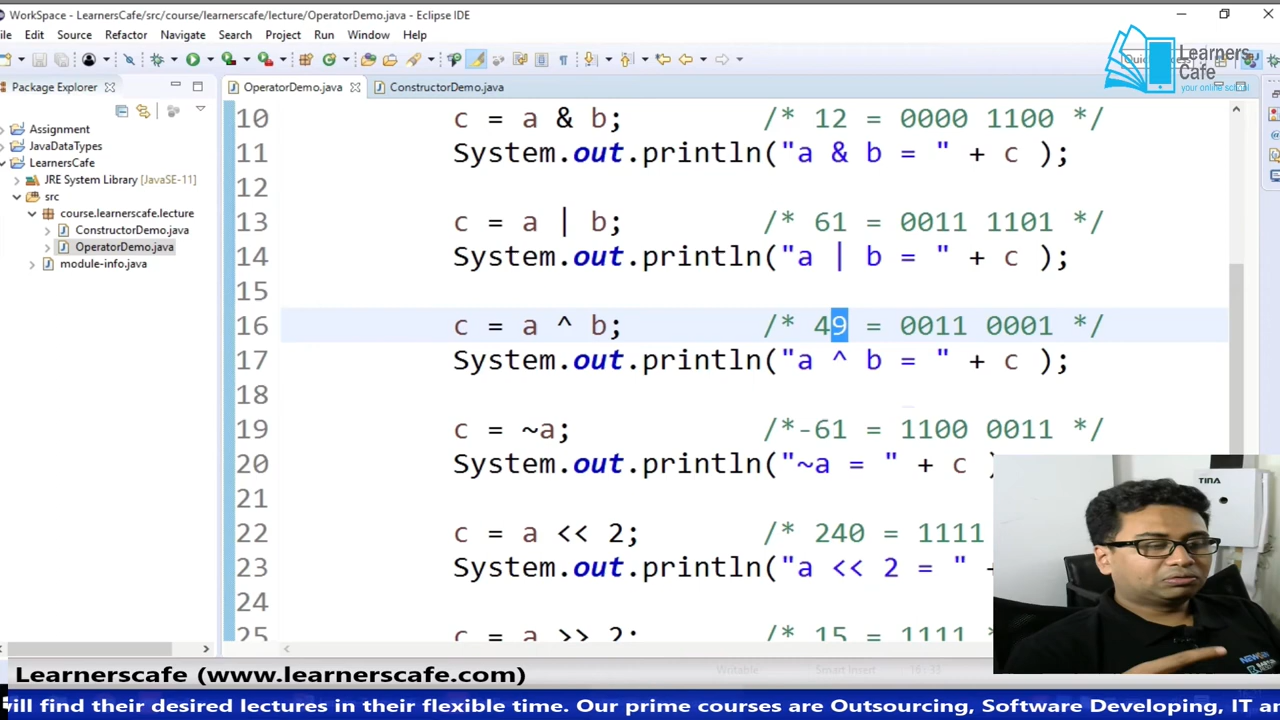 WorkSpace - LearnersCafe/src/course/learnerscafe/lecture/OperatorDemo.java - Eclipse IDE
File Edit Source Refactor Navigate Search Project Run Window Help
Learners
Cafe
your online school
Package Explorer
OperatorDemo.java
ConstructorDemo.java
Assignment
JavaDataTypes
LearnersCafe
JRE System Library [JavaSE-11]
src
course.learnerscafe.lecture
ConstructorDemo.java
OperatorDemo.java
module-info.java
10 c = a & b; /* 12 = 0000 1100 */
11 System.out.println("a & b = " + c );
12
13 c = a | b; /* 61 = 0011 1101 */
14 System.out.println("a | b = " + c );
15
16 c = a ^ b; /* 49 = 0011 0001 */
17 System.out.println("a ^ b = " + c );
18
19 c = ~a; /*-61 = 1100 0011 */
20 System.out.println("~a = " + c )
21
22 c = a << 2; /* 240 = 1111
23 System.out.println("a << 2 = " +
24
25 c = a >> 2; /* 15 = 1111
TINA
Writable Smart Insert
Learnerscafe (www.learnerscafe.com)
will find their desired lectures in their flexible time. Our prime courses are Outsourcing, Software Developing, IT an